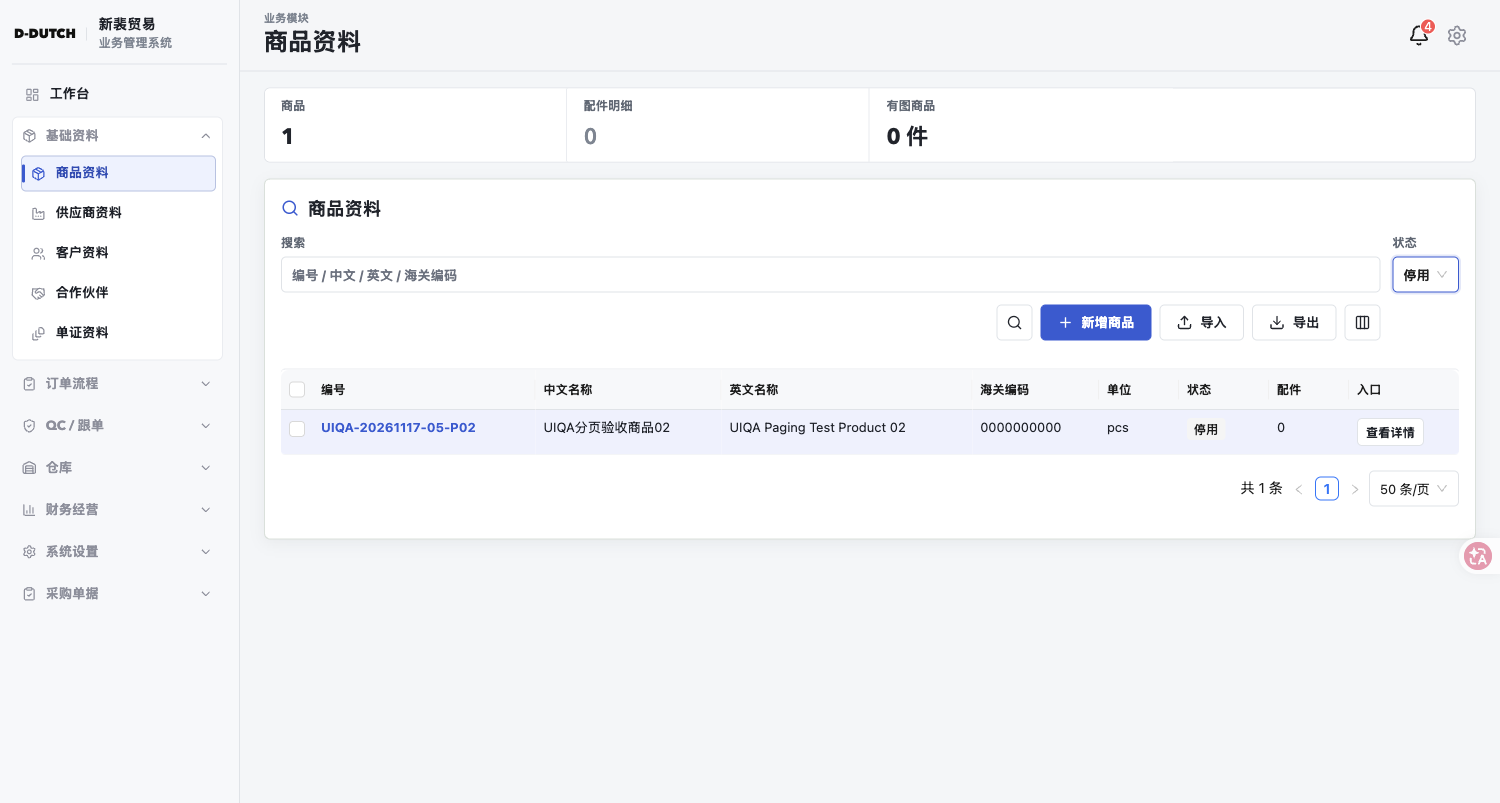 D-DUTCH
新装贸易
业务管理系统
工作台
基础资料
商品资料
供应商资料
客户资料
合作伙伴
单证资料
订单流程
QC / 跟单
仓库
财务经营
系统设置
采购单据
业务模块
商品资料
4
商品
1
配件明细
0
有图商品
0 件
商品资料
搜索
状态
编号 / 中文 / 英文 / 海关编码
停用
新增商品
导入
导出
编号 中文名称 英文名称 海关编码 单位 状态 配件 入口
UIQA-20261117-05-P02 UIQA分页验收商品02 UIQA Paging Test Product 02 0000000000 pcs 停用 0 查看详情
共 1 条 1 50 条/页